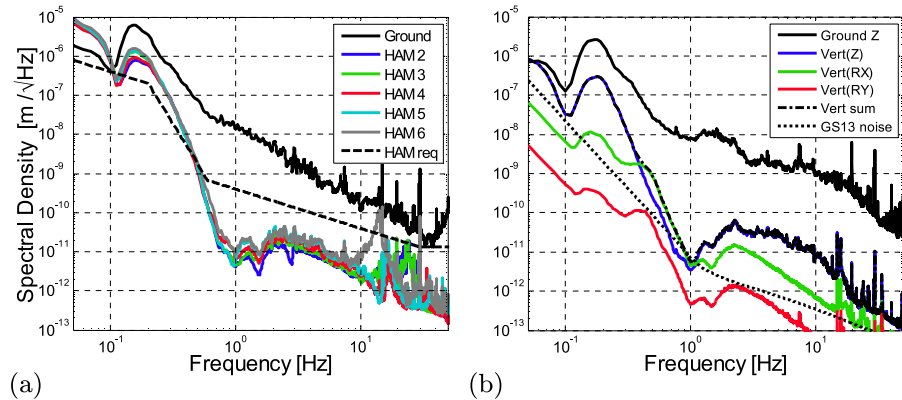 Spectral Density [m /√Hz]
10^-5
10^-6
10^-7
10^-8
10^-9
10^-10
10^-11
10^-12
10^-13
10^-1
10^0
10^1
Frequency [Hz]
Ground
HAM 2
HAM 3
HAM 4
HAM 5
HAM 6
HAM req
(a)
10^-5
10^-6
10^-7
10^-8
10^-9
10^-10
10^-11
10^-12
10^-13
10^-1
10^0
10^1
Frequency [Hz]
Ground Z
Vert(Z)
Vert(RX)
Vert(RY)
Vert sum
GS13 noise
(b)